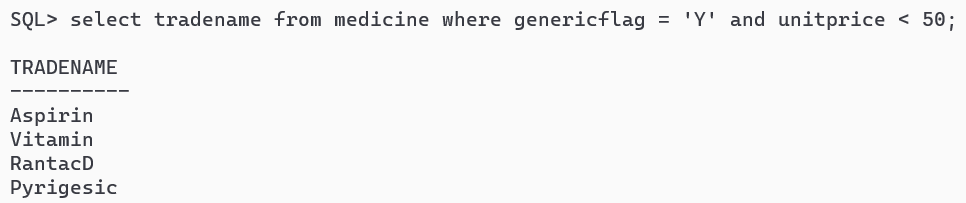 SQL> select tradename from medicine where genericflag = 'Y' and unitprice < 50;
TRADENAME
----------
Aspirin
Vitamin
RantacD
Pyrigesic